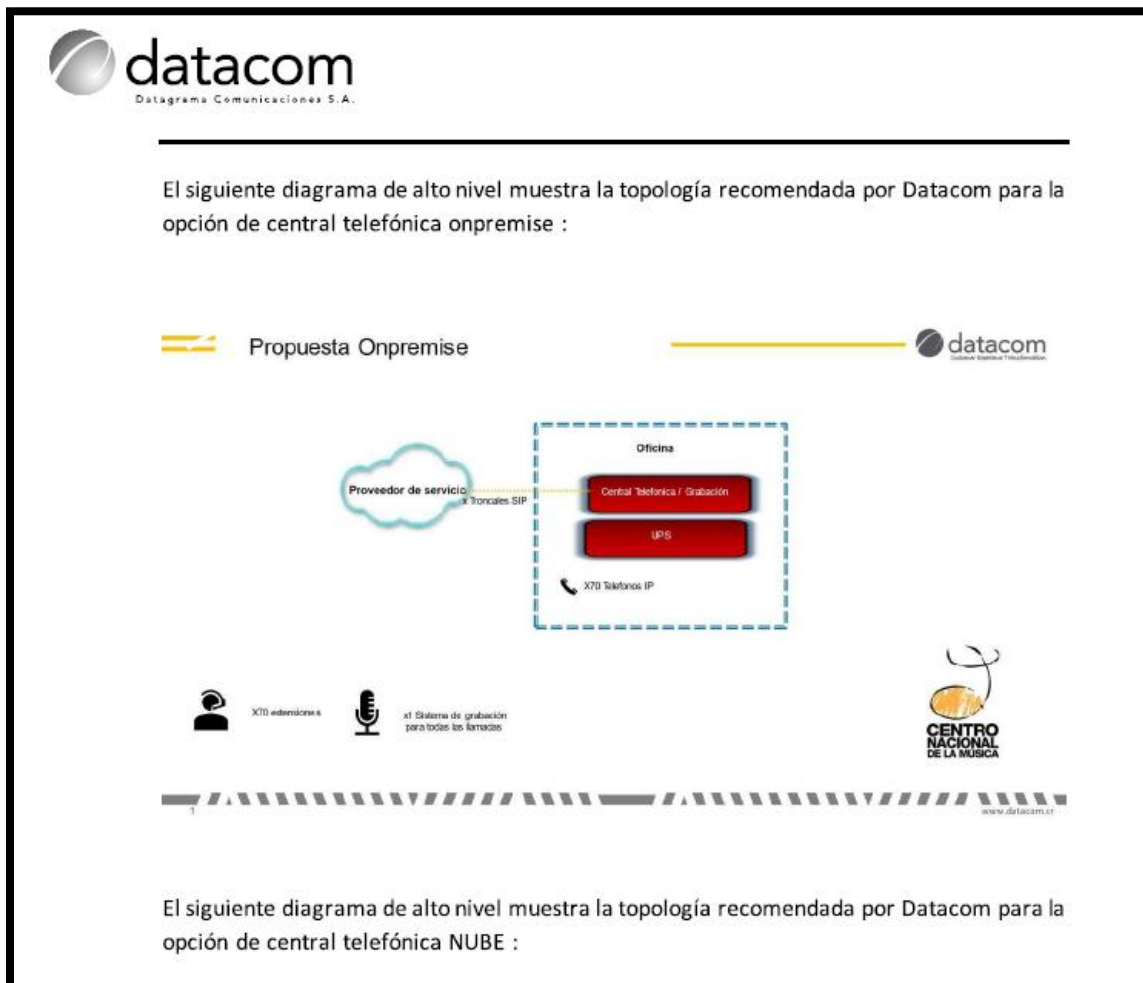 datacom
Datagrama Comunicaciones S.A.
El siguiente diagrama de alto nivel muestra la topología recomendada por Datacom para la
opción de central telefónica onpremise :
Propuesta Onpremise
datacom
Oficina
Proveedor de servicio
x Troncales SIP
Central Telefonica / Grabación
UPS
X70 Telefonos IP
X70 extensiones
x1 Sistema de grabación
para todas las llamadas
CENTRO
NACIONAL
DE LA MÚSICA
1
www.datacom.cr
El siguiente diagrama de alto nivel muestra la topología recomendada por Datacom para la
opción de central telefónica NUBE :